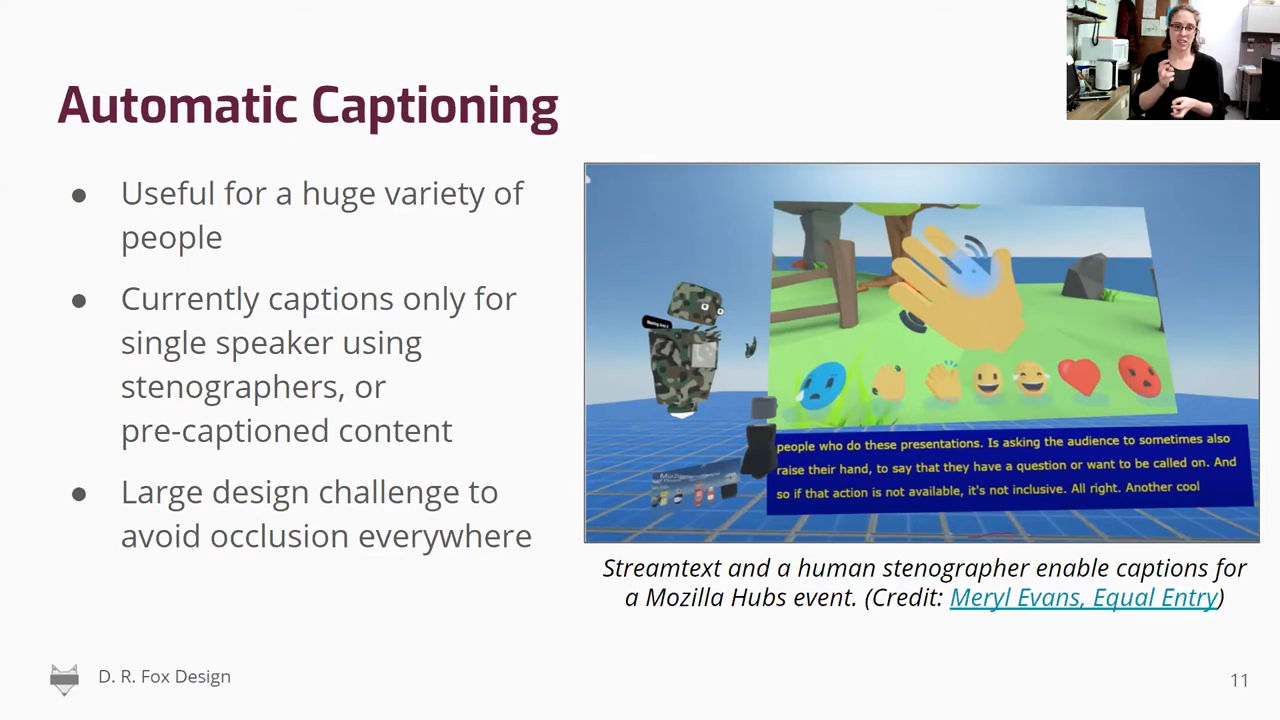 Automatic Captioning
● Useful for a huge variety of
people
● Currently captions only for
single speaker using
stenographers, or
pre-captioned content
● Large design challenge to
avoid occlusion everywhere
people who do these presentations. Is asking the audience to sometimes also
raise their hand, to say that they have a question or want to be called on. And
so if that action is not available, it's not inclusive. All right. Another cool
Streamtext and a human stenographer enable captions for
a Mozilla Hubs event. (Credit: Meryl Evans, Equal Entry)
D. R. Fox Design
11